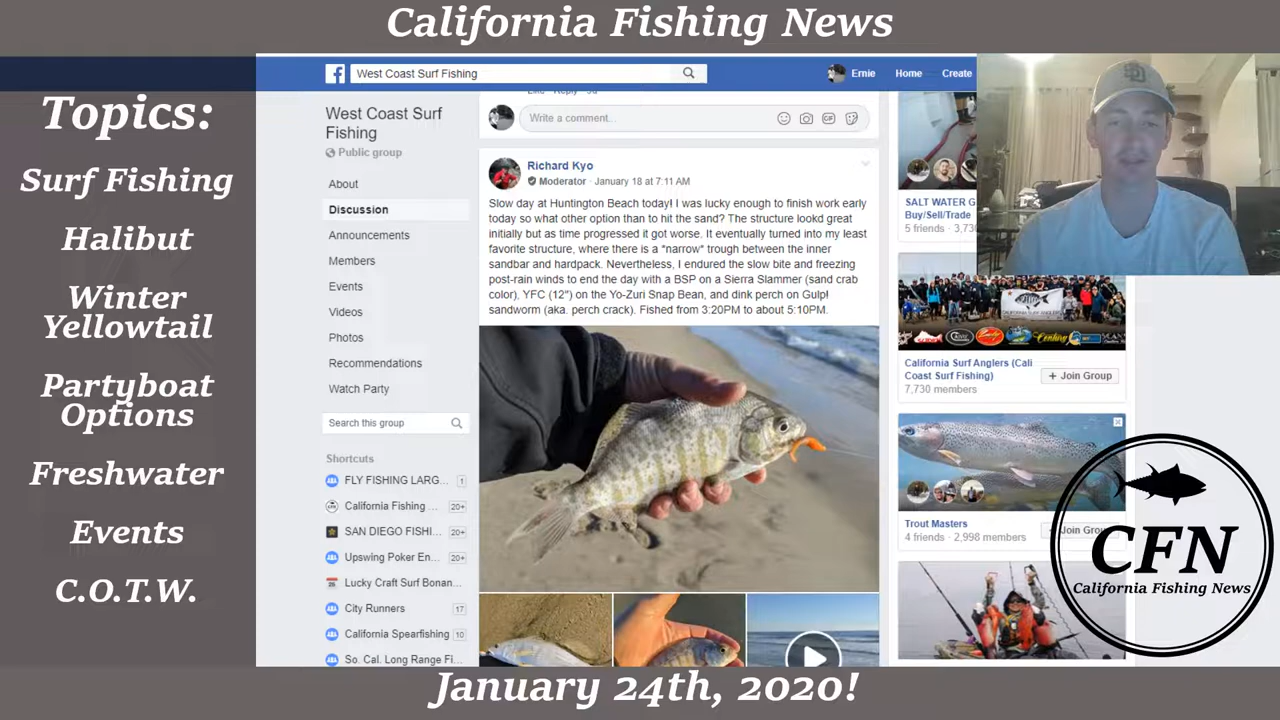 California Fishing News
Topics:
Surf Fishing
Halibut
Winter
Yellowtail
Partyboat
Options
Freshwater
Events
C.O.T.W.
West Coast Surf Fishing
Ernie
Home
Create
West Coast Surf
Fishing
Public group
About
Discussion
Announcements
Members
Events
Videos
Photos
Recommendations
Watch Party
Search this group
Shortcuts
FLY FISHING LARG... 1
California Fishing ... 20+
SAN DIEGO FISHI... 20+
Upswing Poker En... 20+
Lucky Craft Surf Bonan...
City Runners 17
California Spearfishing 10
So. Cal. Long Range Fi...
Write a comment...
GIF
Richard Kyo
Moderator · January 18 at 7:11 AM
Slow day at Huntington Beach today! I was lucky enough to finish work early
today so what other option than to hit the sand? The structure lookd great
initially but as time progressed it got worse. It eventually turned into my least
favorite structure, where there is a "narrow" trough between the inner
sandbar and hardpack. Nevertheless, I endured the slow bite and freezing
post-rain winds to end the day with a BSP on a Sierra Slammer (sand crab
color), YFC (12") on the Yo-Zuri Snap Bean, and dink perch on Gulp!
sandworm (aka. perch crack). Fished from 3:20PM to about 5:10PM.
SALT WATER G
Buy/Sell/Trade
5 friends · 3,73
California Surf Anglers (Cali
Coast Surf Fishing)
7,730 members
+ Join Group
Trout Masters
4 friends · 2,998 members
+ Join Group
CFN
California Fishing News
January 24th, 2020!